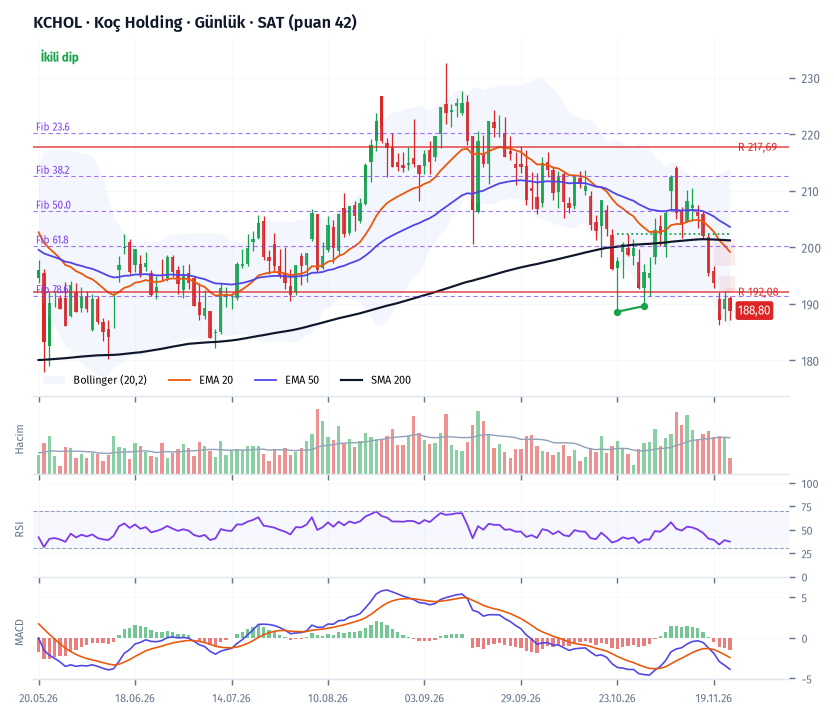 KCHOL · Koç Holding · Günlük · SAT (puan 42)
İkili dip
230
Fib 23.6
220
R 217,69
Fib 38.2
210
Fib 50.0
Fib 61.8
200
Fib 78.6
R 192,08
190
188,80
180
Bollinger (20,2)
EMA 20
EMA 50
SMA 200
Hacim
100
75
RSI
50
25
0
5
MACD
0
−5
20.05.26
18.06.26
14.07.26
10.08.26
03.09.26
29.09.26
23.10.26
19.11.26